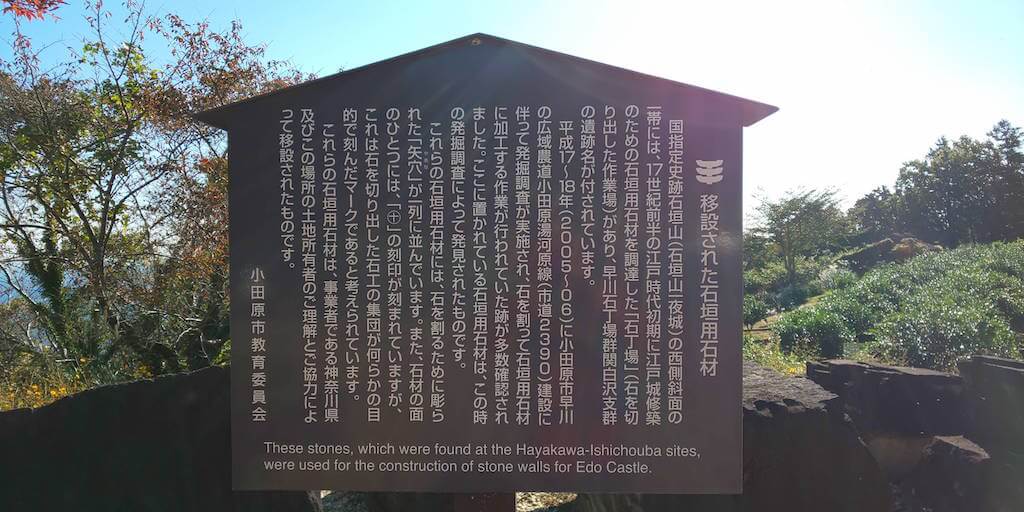 移設された石垣用石材
国指定史跡石垣山(石垣山一夜城)の西側斜面の
一帯には、17世紀前半の江戸時代初期に江戸城修築
のための石垣用石材を調達した「石丁場」(石を切
り出した作業場)があり、早川石丁場群関白沢支群
の遺跡名が付されています。
平成17~18年(2005~06)に小田原市早川
の広域農道小田原湯河原線(市道2390)建設に
伴って発掘調査が実施され、石を割って石垣用石材
に加工する作業が行われていた跡が多数確認され
ました。ここに置かれている石垣用石材は、この時
の発掘調査によって発見されたものです。
これらの石垣用石材には、石を割るために彫ら
れた「矢穴」が一列に並んでいます。また、石材の面
のひとつには、「㊉」の刻印が刻まれていますが、
これは石を切り出した石工の集団が何らかの目
的で刻んだマークであると考えられています。
これらの石垣用石材は、事業者である神奈川県
及びこの場所の土地所有者のご理解とご協力によ
って移設されたものです。
小田原市教育委員会
These stones, which were found at the Hayakawa-Ishichouba sites,
were used for the construction of stone walls for Edo Castle.